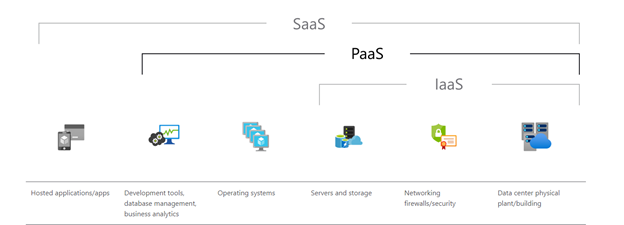 SaaS
PaaS
IaaS
Hosted applications/apps
Development tools,
database management,
business analytics
Operating systems
Servers and storage
Networking
firewalls/security
Data center physical
plant/building